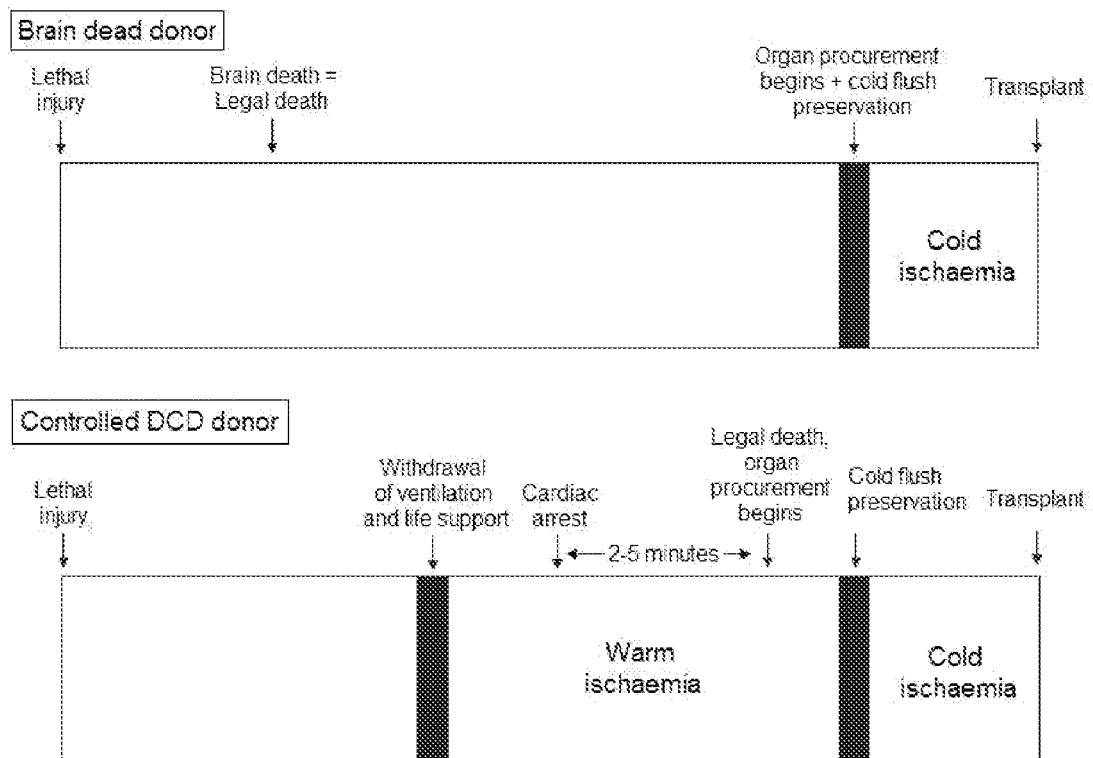 Brain dead donor
Lethal
injury
Brain death =
Legal death
Organ procurement
begins + cold flush
preservation
Transplant
Cold
ischaemia
Controlled DCD donor
Lethal
injury
Withdrawal
of ventilation
and life support
Cardiac
arrest
2-5 minutes
Legal death,
organ
procurement
begins
Cold flush
preservation
Transplant
Warm
ischaemia
Cold
ischaemia